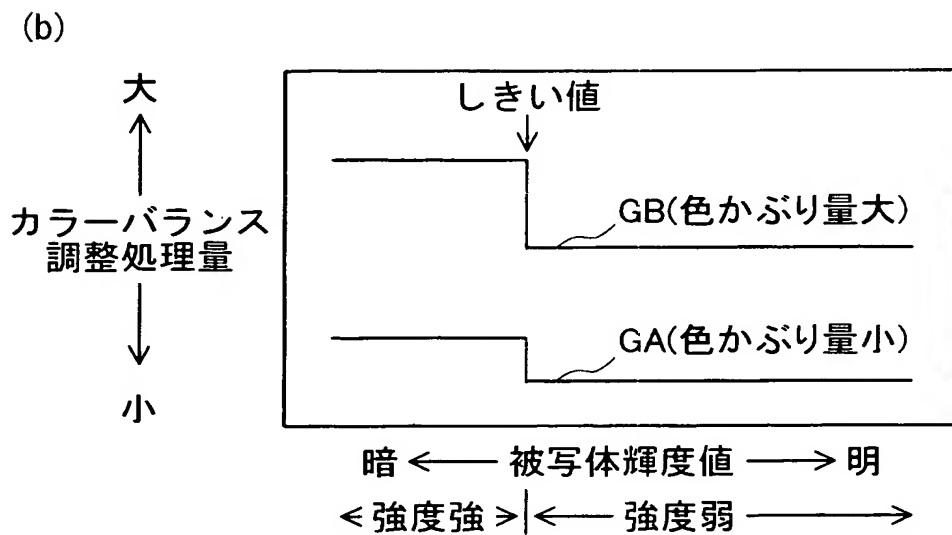 (b)
大
しきい値
カラーバランス
調整処理量
GB(色かぶり量大)
GA(色かぶり量小)
小
暗 被写体輝度値 明
強度強 強度弱